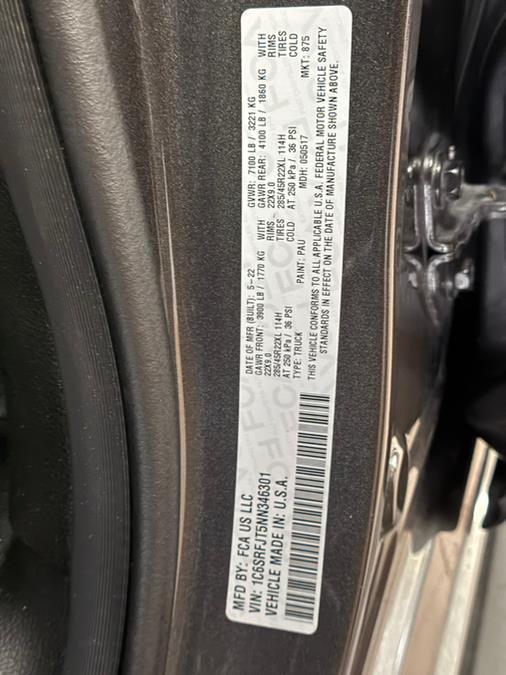 MFD BY: FCA US LLC
VIN: 1C6SRFJT5NN346301
VEHICLE MADE IN: U.S.A.
DATE OF MFR (BUILT): 5-22 GVWR: 7100 LB / 3221 KG
GAWR FRONT: 3900 LB / 1770 KG WITH GAWR REAR: 4100 LB / 1860 KG WITH
22X9.0 RIMS 22X9.0 RIMS
285/45R22XL 114H TIRES 285/45R22XL 114H TIRES
AT 250 kPa / 36 PSI COLD AT 250 kPa / 36 PSI COLD
TYPE: TRUCK PAINT: PAU MDH: 050517 MKT: 875
THIS VEHICLE CONFORMS TO ALL APPLICABLE U.S.A. FEDERAL MOTOR VEHICLE SAFETY
STANDARDS IN EFFECT ON THE DATE OF MANUFACTURE SHOWN ABOVE.